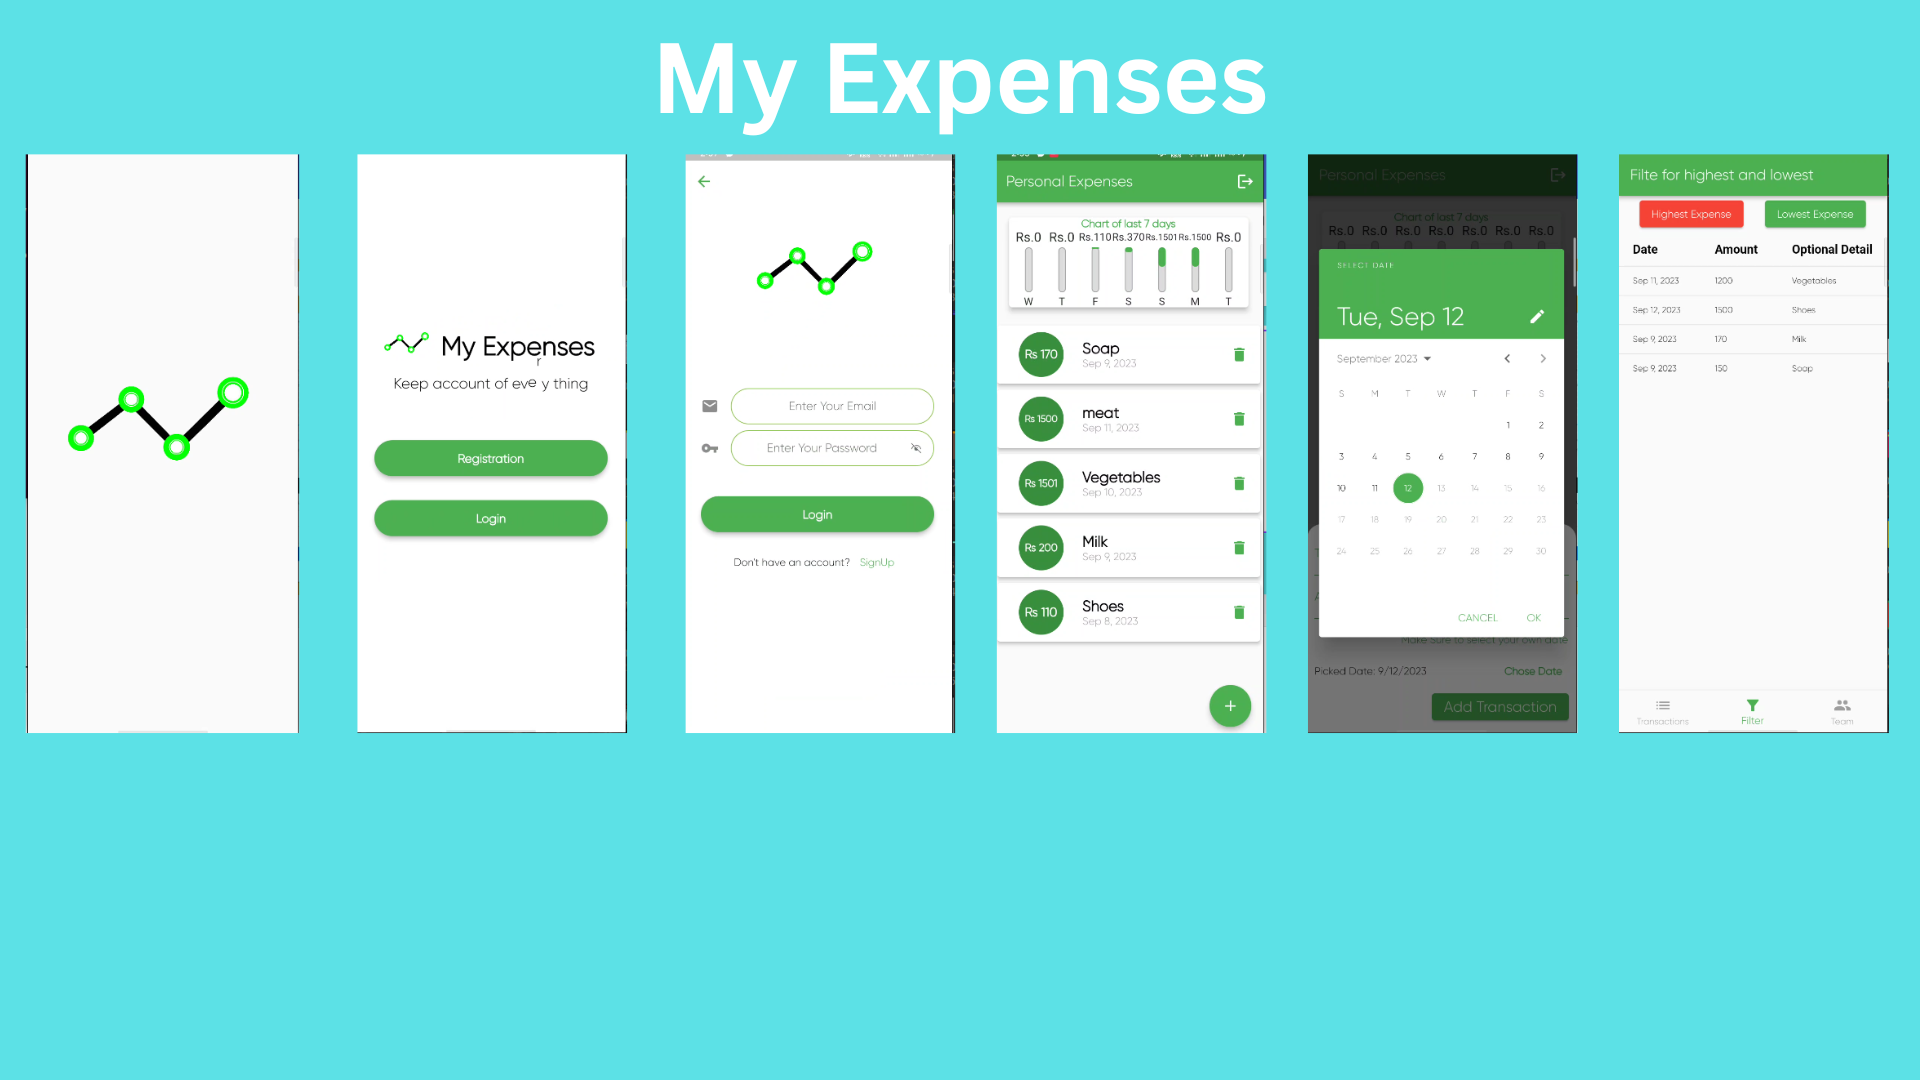 My Expenses
My Expenses
Keep account of every thing
Registration
Login
Enter Your Email
Enter Your Password
Login
Don't have an account? SignUp
Personal Expenses
Chart of last 7 days
Rs.0 Rs.0 Rs.110 Rs.370 Rs.1501 Rs.1500 Rs.0
W T F S S M T
Rs 170 Soap
Sep 9, 2023
Rs 1500 meat
Sep 11, 2023
Rs 1501 Vegetables
Sep 10, 2023
Rs 200 Milk
Sep 9, 2023
Rs 110 Shoes
Sep 8, 2023
+
Personal Expenses
Chart of last 7 days
Rs.0 Rs.0 Rs.0 Rs.0 Rs.0 Rs.0 Rs.0
SELECT DATE
Tue, Sep 12
September 2023
S M T W T F S
1 2
3 4 5 6 7 8 9
10 11 12 13 14 15 16
17 18 19 20 21 22 23
24 25 26 27 28 29 30
CANCEL OK
Make Sure to select your own date
Picked Date: 9/12/2023 Chose Date
Add Transaction
Filte for highest and lowest
Highest Expense Lowest Expense
Date Amount Optional Detail
Sep 11, 2023 1200 Vegetables
Sep 12, 2023 1500 Shoes
Sep 9, 2023 170 Milk
Sep 9, 2023 150 Soap
Transactions Filter Team